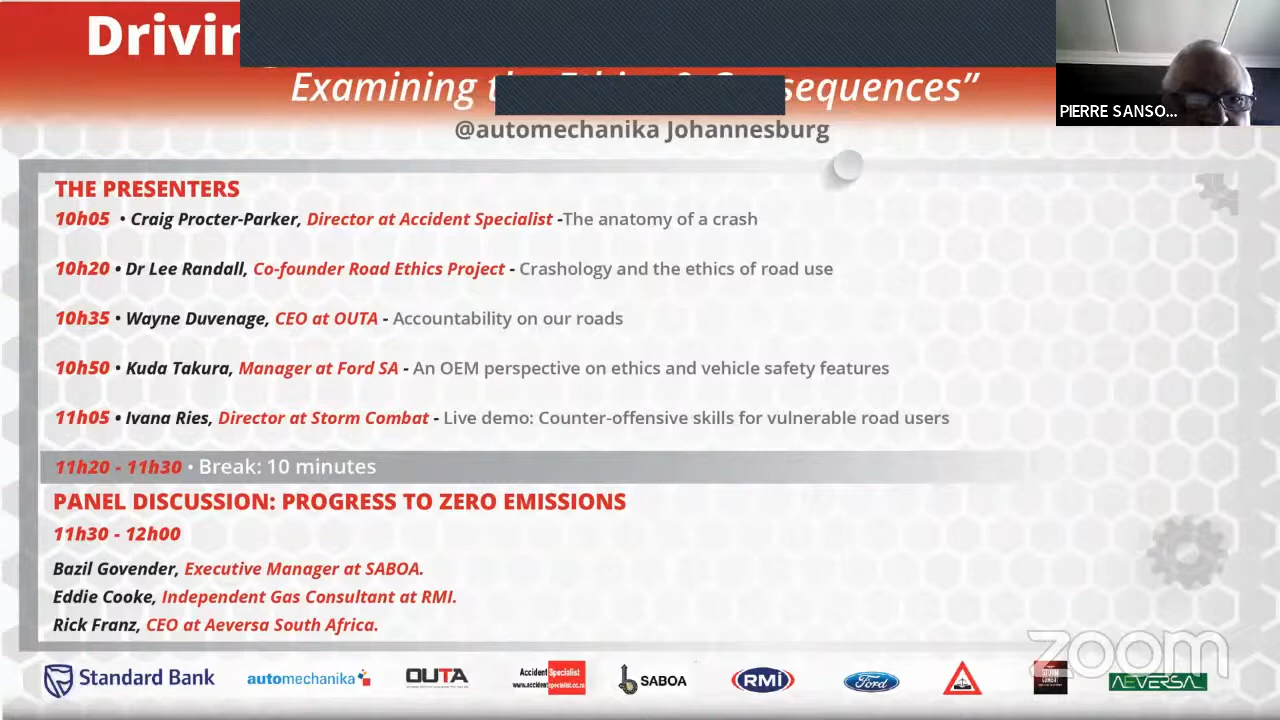 Drivin
PIERRE SANSO...
Examining sequences”
@automechanika Johannesburg
THE PRESENTERS
10h05 • Craig Procter-Parker, Director at Accident Specialist -The anatomy of a crash
10h20 • Dr Lee Randall, Co-founder Road Ethics Project - Crashology and the ethics of road use
10h35 • Wayne Duvenage, CEO at OUTA - Accountability on our roads
10h50 • Kuda Takura, Manager at Ford SA - An OEM perspective on ethics and vehicle safety features
11h05 • Ivana Ries, Director at Storm Combat - Live demo: Counter-offensive skills for vulnerable road users
11h20 - 11h30 • Break: 10 minutes
PANEL DISCUSSION: PROGRESS TO ZERO EMISSIONS
11h30 - 12h00
Bazil Govender, Executive Manager at SABOA.
Eddie Cooke, Independent Gas Consultant at RMI.
Rick Franz, CEO at Aeversa South Africa.
zoom
Standard Bank automechanika OUTA Accident Specialist SABOA RMi Ford AEVERSA
www.accidentspecialist.co.za